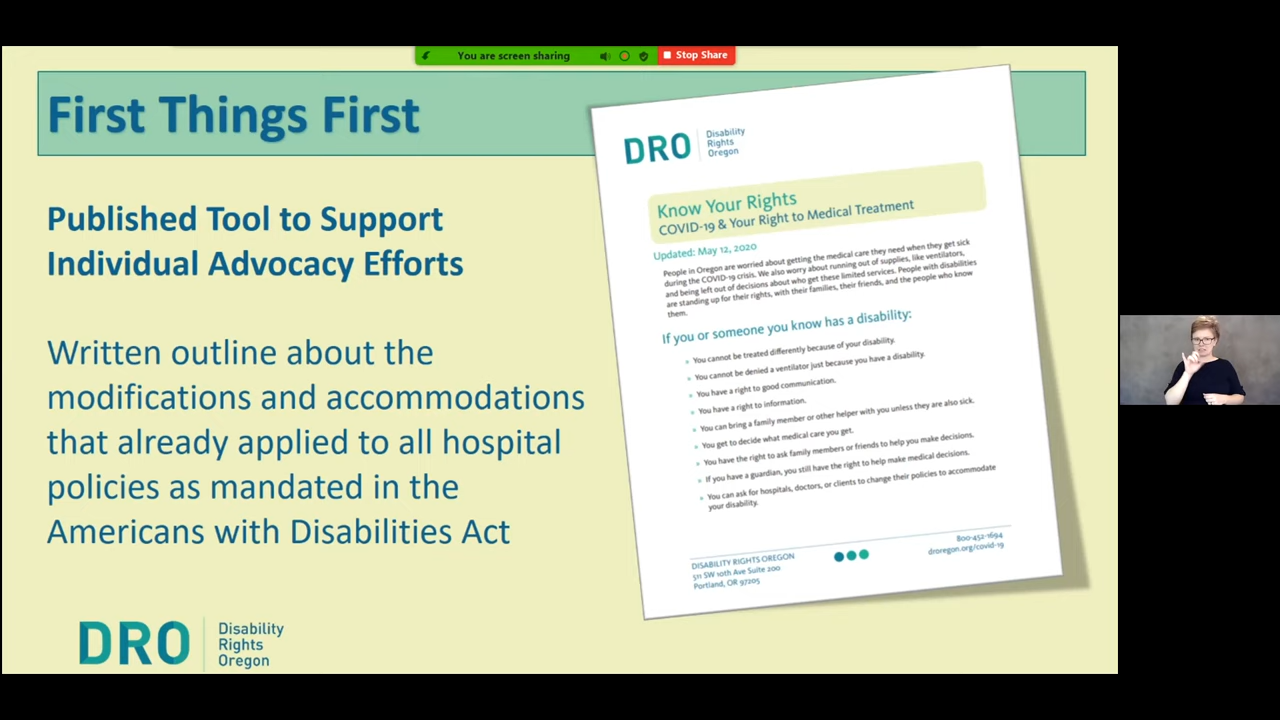 You are screen sharing
Stop Share
First Things First
Published Tool to Support
Individual Advocacy Efforts
Written outline about the
modifications and accommodations
that already applied to all hospital
policies as mandated in the
Americans with Disabilities Act
DRO
Disability
Rights
Oregon
DRO
Disability
Rights
Oregon
Know Your Rights
COVID-19 & Your Right to Medical Treatment
Updated: May 12, 2020
People in Oregon are worried about getting the medical care they need when they get sick
during the COVID-19 crisis. We also worry about running out of supplies, like ventilators,
and being left out of decisions about who get these limited services. People with disabilities
are standing up for their rights, with their families, their friends, and the people who know
them.
If you or someone you know has a disability:
» You cannot be treated differently because of your disability.
» You cannot be denied a ventilator just because you have a disability.
» You have a right to good communication.
» You have a right to information.
» You can bring a family member or other helper with you unless they are also sick.
» You get to decide what medical care you get.
» You have the right to ask family members or friends to help you make decisions.
» If you have a guardian, you still have the right to help make medical decisions.
» You can ask for hospitals, doctors, or clients to change their policies to accommodate
your disability.
DISABILITY RIGHTS OREGON
511 SW 10th Ave Suite 200
Portland, OR 97205
800-452-1694
droregon.org/covid-19